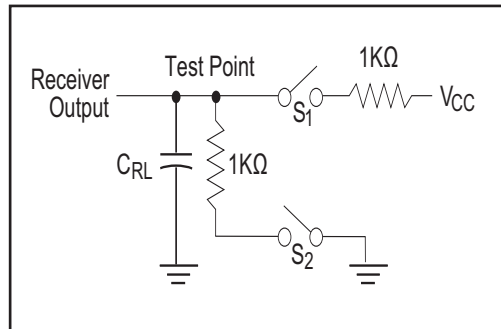 1KΩ
Test Point
Receiver
Output
S1
VCC
CRL
1KΩ
S2